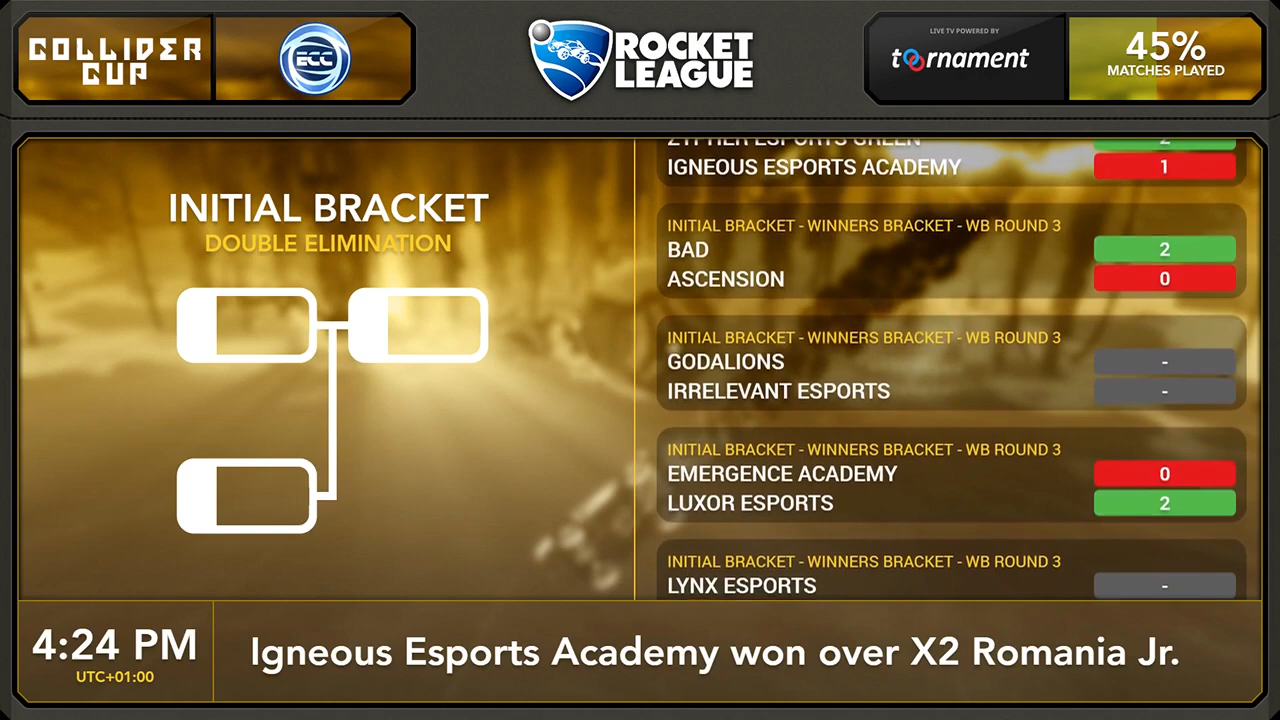 COLLIDER
CUP
ECC
ROCKET
LEAGUE
LIVE TV POWERED BY
toornament
45%
MATCHES PLAYED
INITIAL BRACKET
DOUBLE ELIMINATION
ESPORTS GREEN 2
IGNEOUS ESPORTS ACADEMY 1
INITIAL BRACKET - WINNERS BRACKET - WB ROUND 3
BAD 2
ASCENSION 0
INITIAL BRACKET - WINNERS BRACKET - WB ROUND 3
GODALIONS -
IRRELEVANT ESPORTS -
INITIAL BRACKET - WINNERS BRACKET - WB ROUND 3
EMERGENCE ACADEMY 0
LUXOR ESPORTS 2
INITIAL BRACKET - WINNERS BRACKET - WB ROUND 3
LYNX ESPORTS -
4:24 PM
UTC+01:00
Igneous Esports Academy won over X2 Romania Jr.